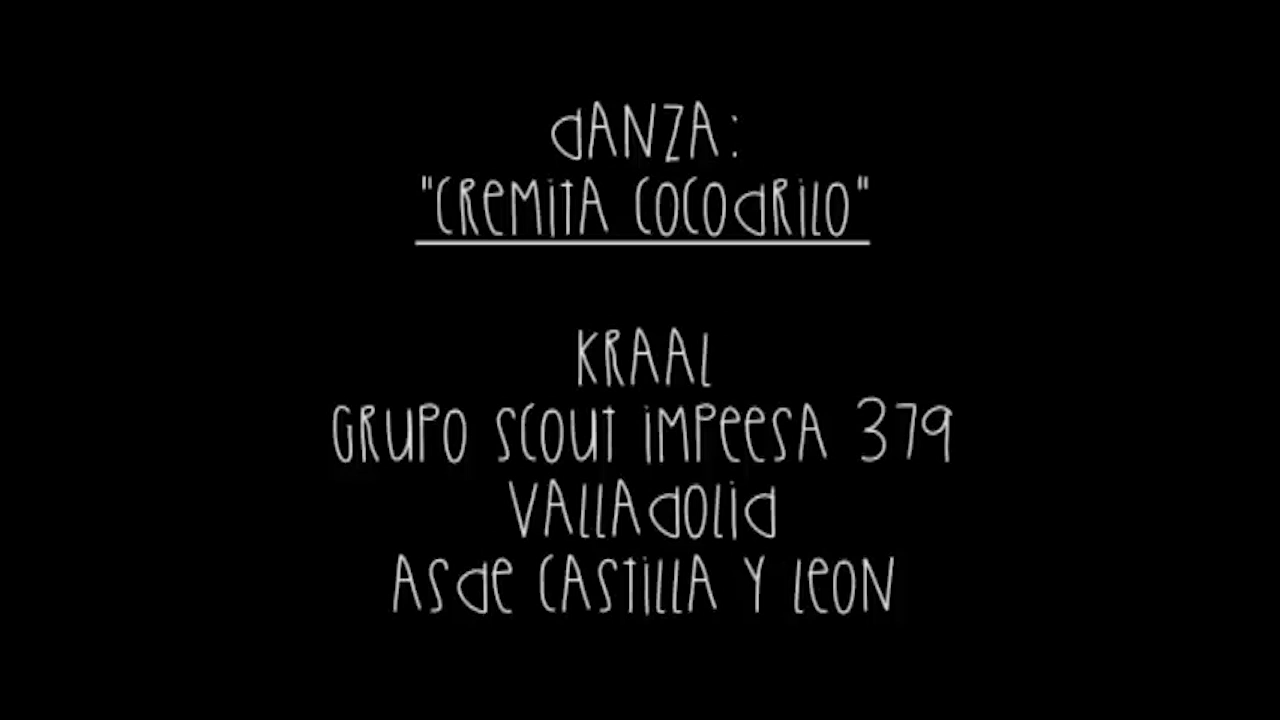 dANZA:
"CReMitA COCOdRiLO"
KRAAL
GRUPO SCOUt iMPeeSA 379
VALLAdOLid
ASde CAStiLLA Y LeON